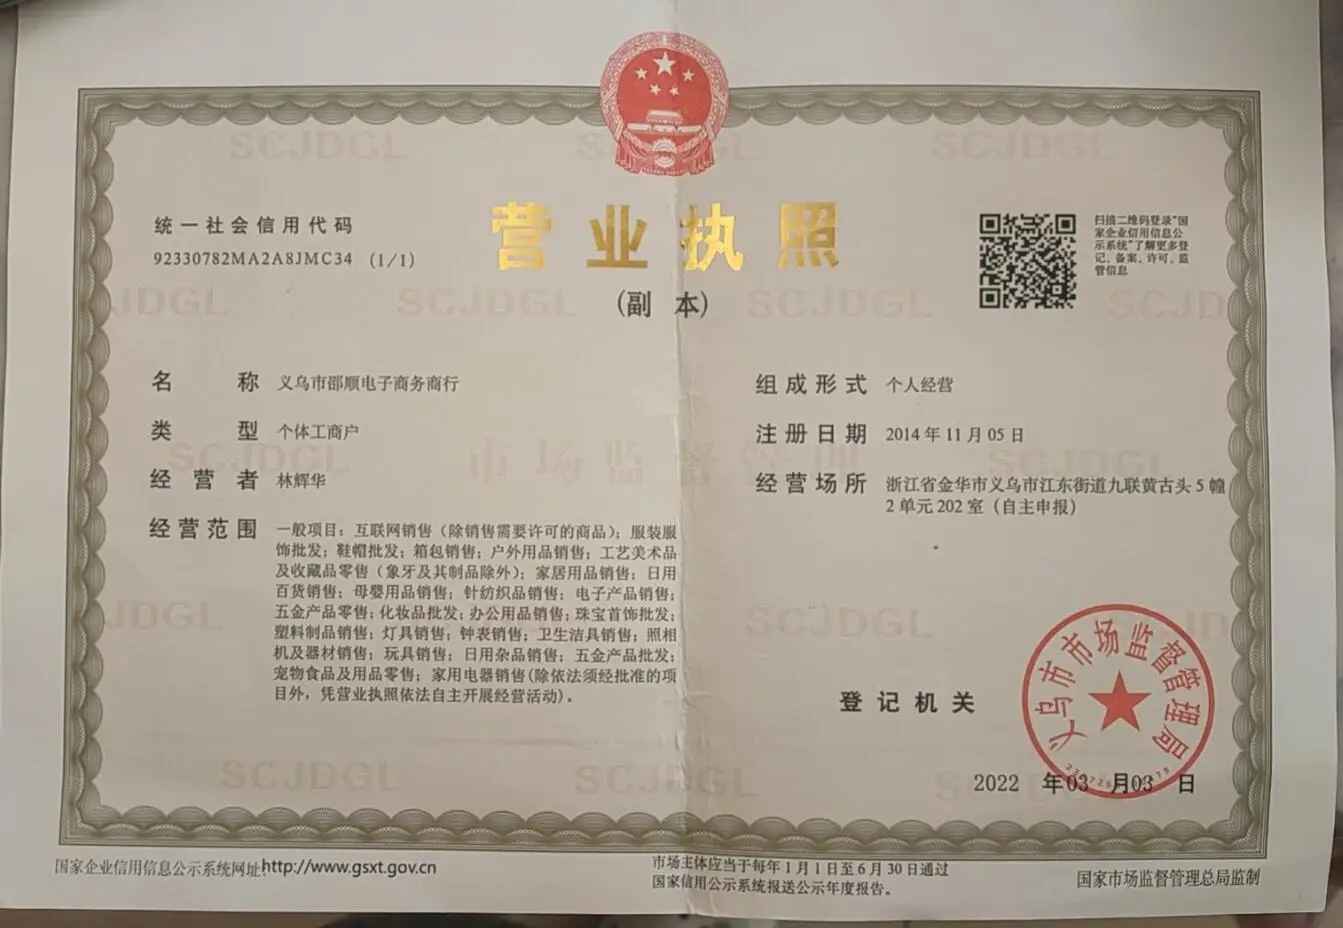 营业执照
(副 本)
统一社会信用代码
92330782MA2A8JMC34 (1/1)
扫描二维码登录“国
家企业信用信息公
示系统”了解更多登
记、备案、许可、监
管信息
名 称 义乌市邵顺电子商务商行
类 型 个体工商户
经 营 者 林辉华
经营范围 一般项目：互联网销售（除销售需要许可的商品）；服装服
饰批发；鞋帽批发；箱包销售；户外用品销售；工艺美术品
及收藏品零售（象牙及其制品除外）；家居用品销售；日用
百货销售；母婴用品销售；针纺织品销售；电子产品销售；
五金产品零售；化妆品批发；办公用品销售；珠宝首饰批发；
塑料制品销售；灯具销售；钟表销售；卫生洁具销售；照相
机及器材销售；玩具销售；日用杂品销售；五金产品批发；
宠物食品及用品零售；家用电器销售(除依法须经批准的项
目外，凭营业执照依法自主开展经营活动)。
组成形式 个人经营
注册日期 2014 年 11 月 05 日
经营场所 浙江省金华市义乌市江东街道九联黄古头 5 幢
2 单元 202 室（自主申报）
登记机关
义乌市市场监督管理局
2022 年03 月03 日
国家企业信用信息公示系统网址:http://www.gsxt.gov.cn
市场主体应当于每年 1 月 1 日至 6 月 30 日通过
国家信用公示系统报送公示年度报告。
国家市场监督管理总局监制